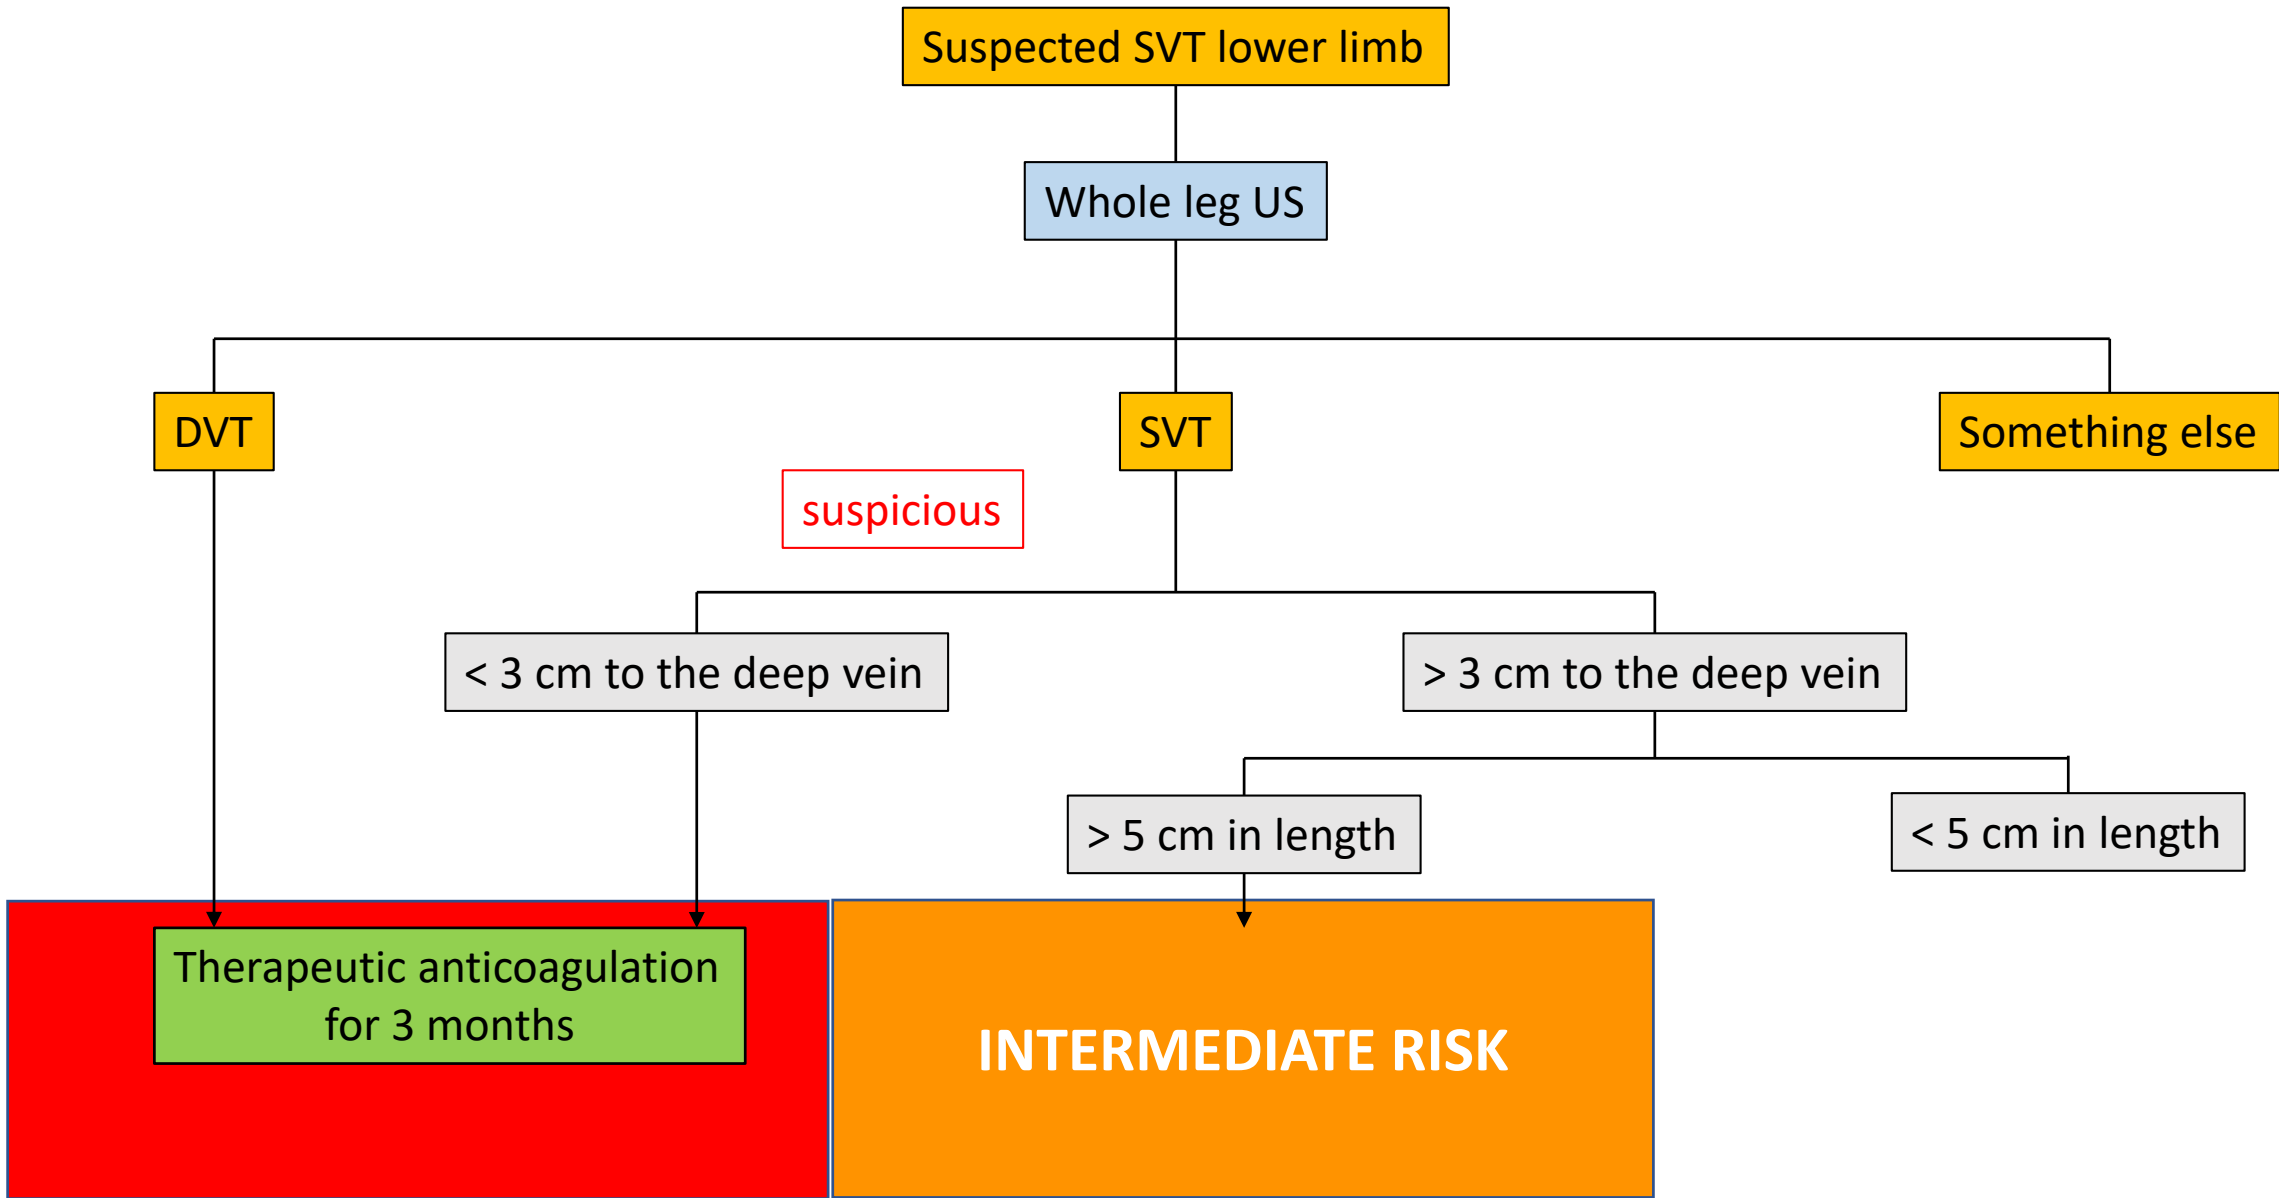 Suspected SVT lower limb
Whole leg US
DVT
SVT
Something else
suspicious
< 3 cm to the deep vein
> 3 cm to the deep vein
> 5 cm in length
< 5 cm in length
Therapeutic anticoagulation
for 3 months
INTERMEDIATE RISK